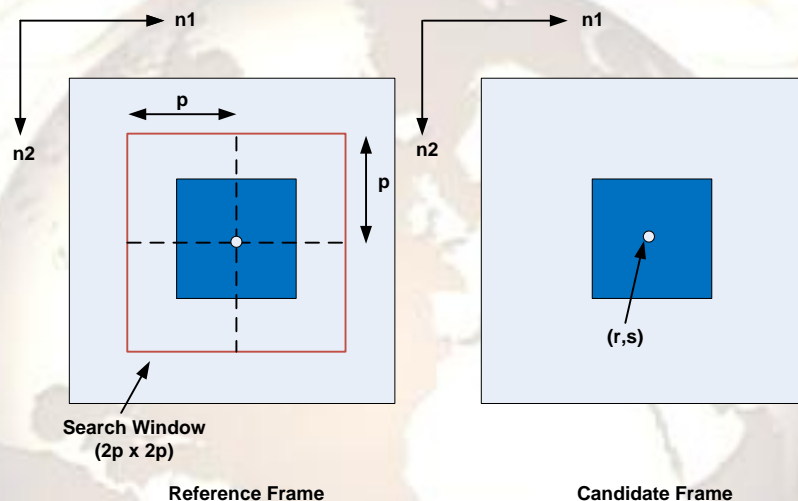 n1
n1
p
n2
n2
p
(r,s)
Search Window
(2p x 2p)
Reference Frame
Candidate Frame